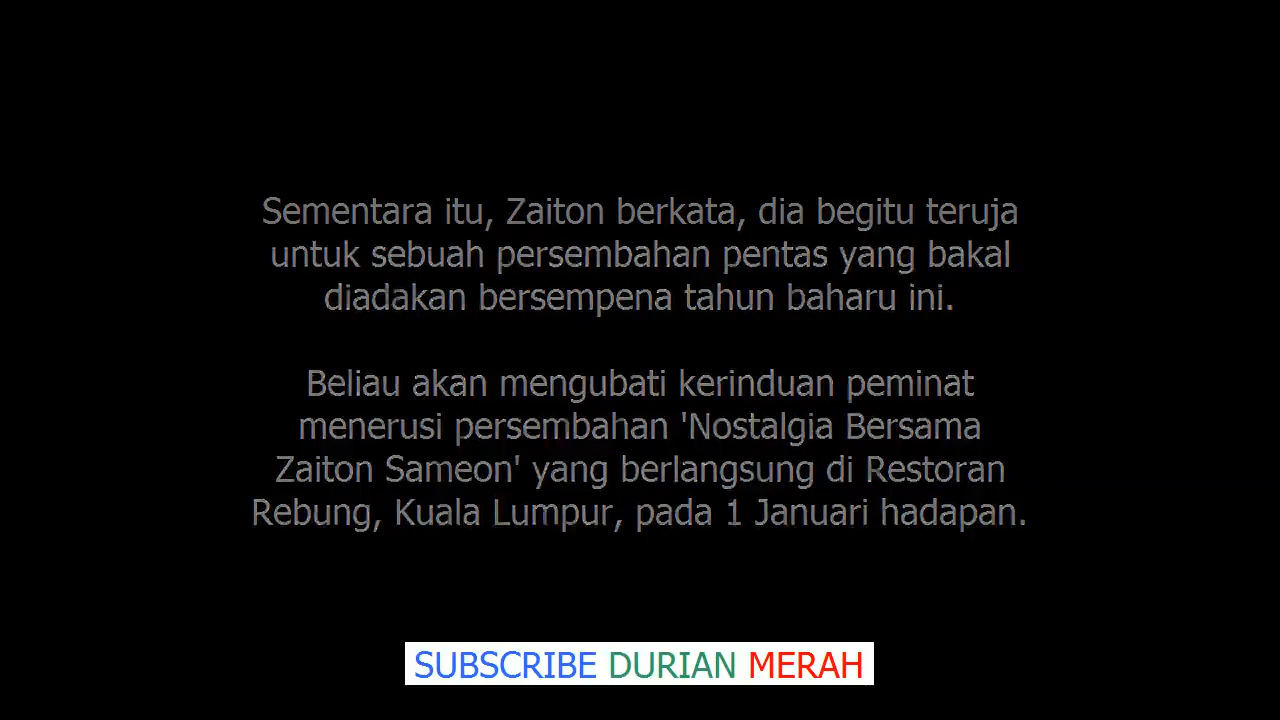 Sementara itu, Zaiton berkata, dia begitu teruja
untuk sebuah persembahan pentas yang bakal
diadakan bersempena tahun baharu ini.
Beliau akan mengubati kerinduan peminat
menerusi persembahan 'Nostalgia Bersama
Zaiton Sameon' yang berlangsung di Restoran
Rebung, Kuala Lumpur, pada 1 Januari hadapan.
SUBSCRIBE DURIAN MERAH